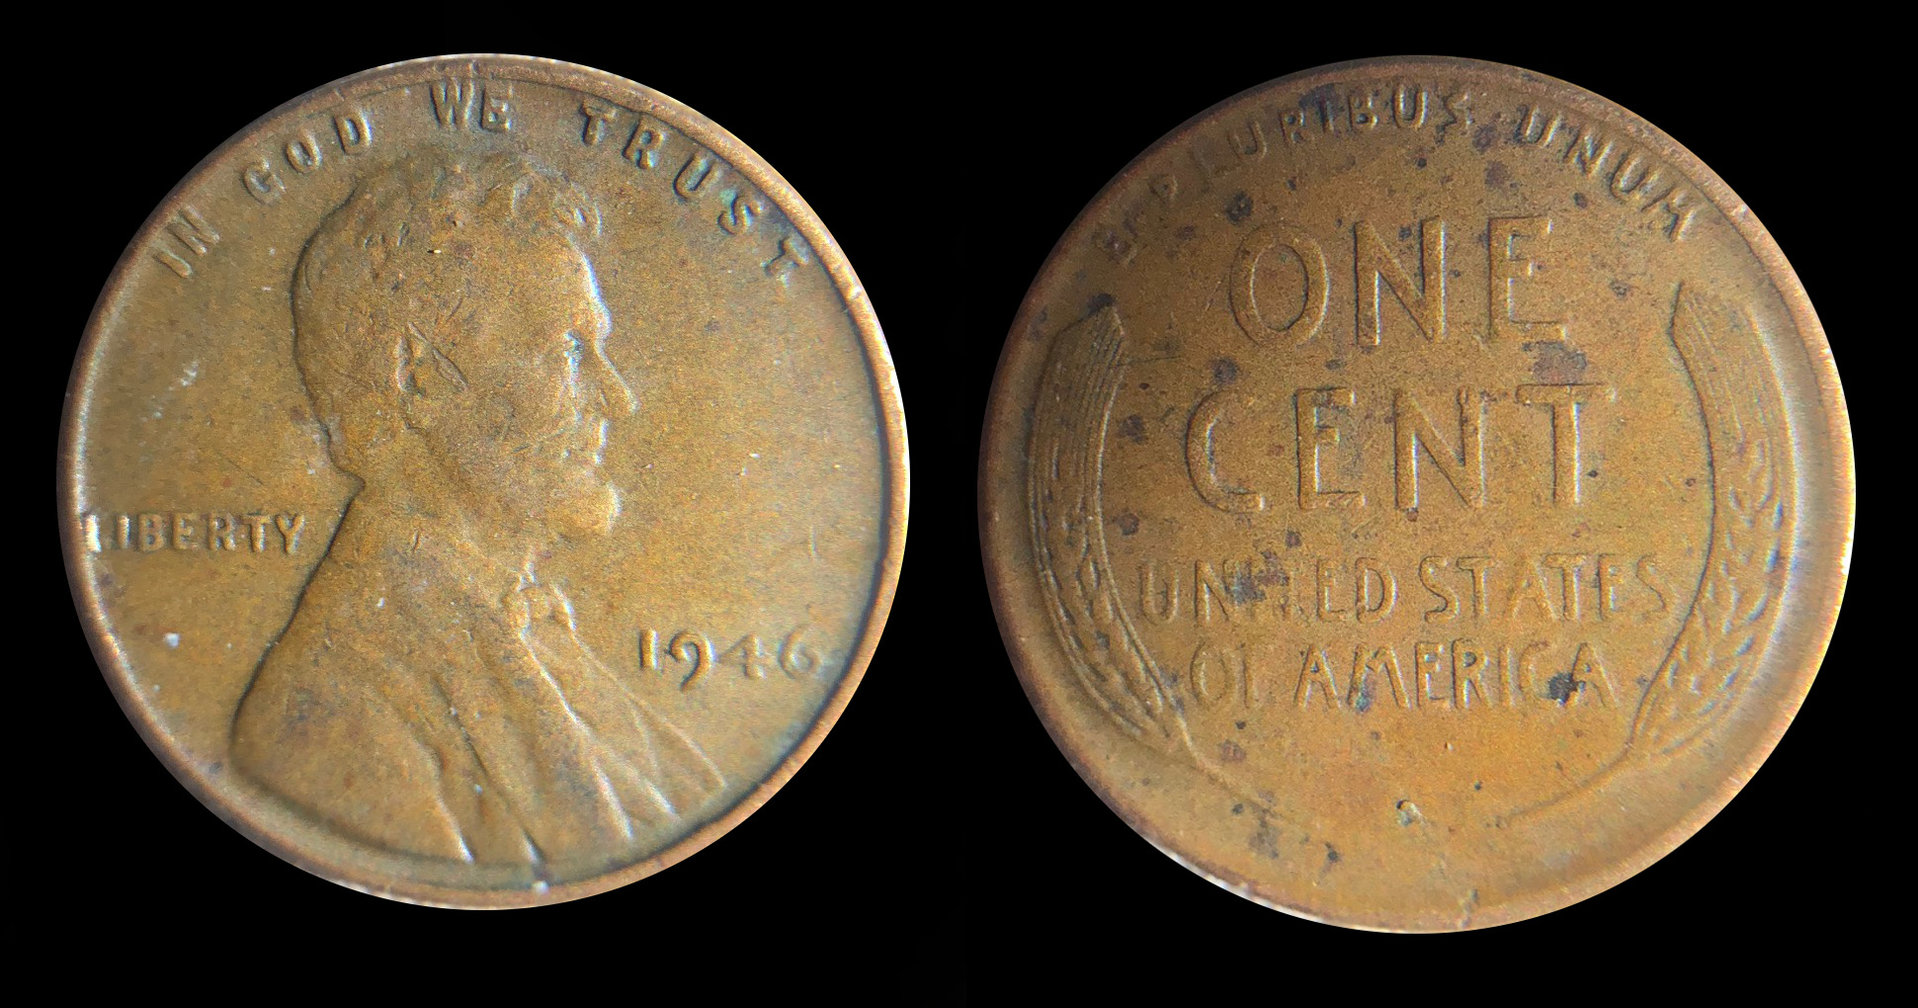 IN GOD WE TRUST
LIBERTY
1946
E·PLURIBUS·UNUM
ONE
CENT
UNITED STATES
OF AMERICA